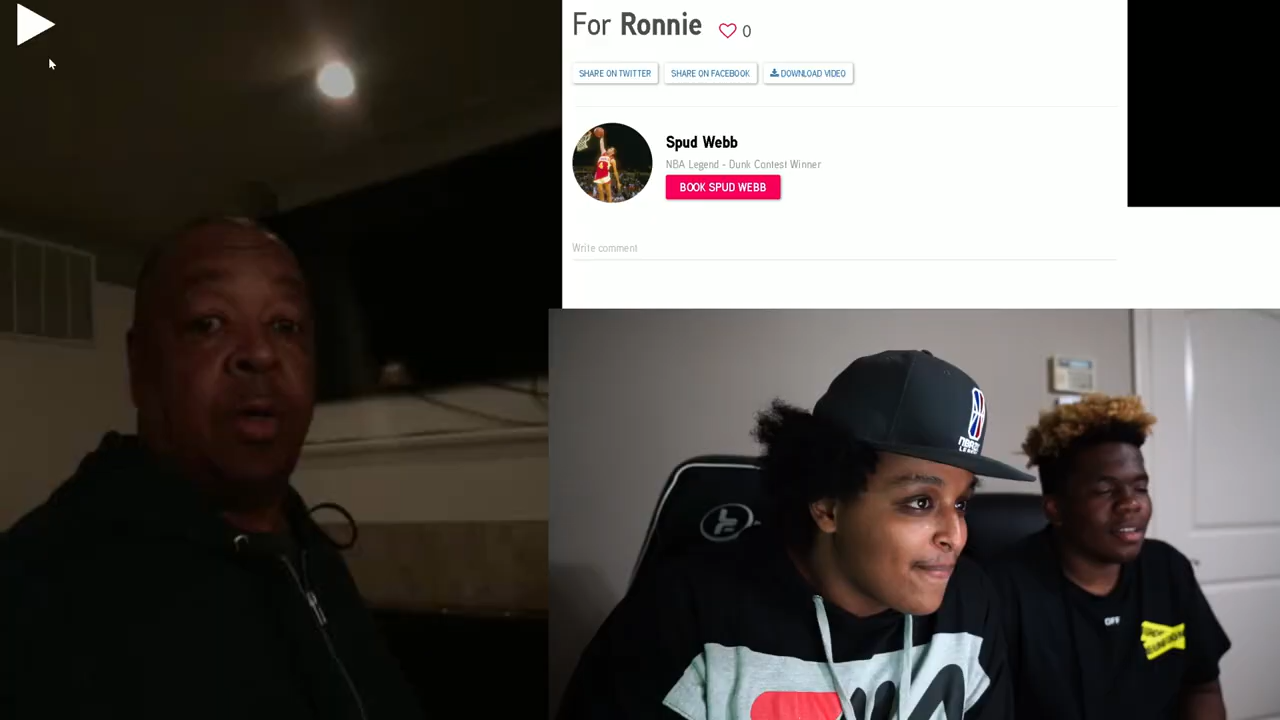 For Ronnie
0
SHARE ON TWITTER
SHARE ON FACEBOOK
DOWNLOAD VIDEO
Spud Webb
NBA Legend - Dunk Contest Winner
BOOK SPUD WEBB
Write comment
OFF